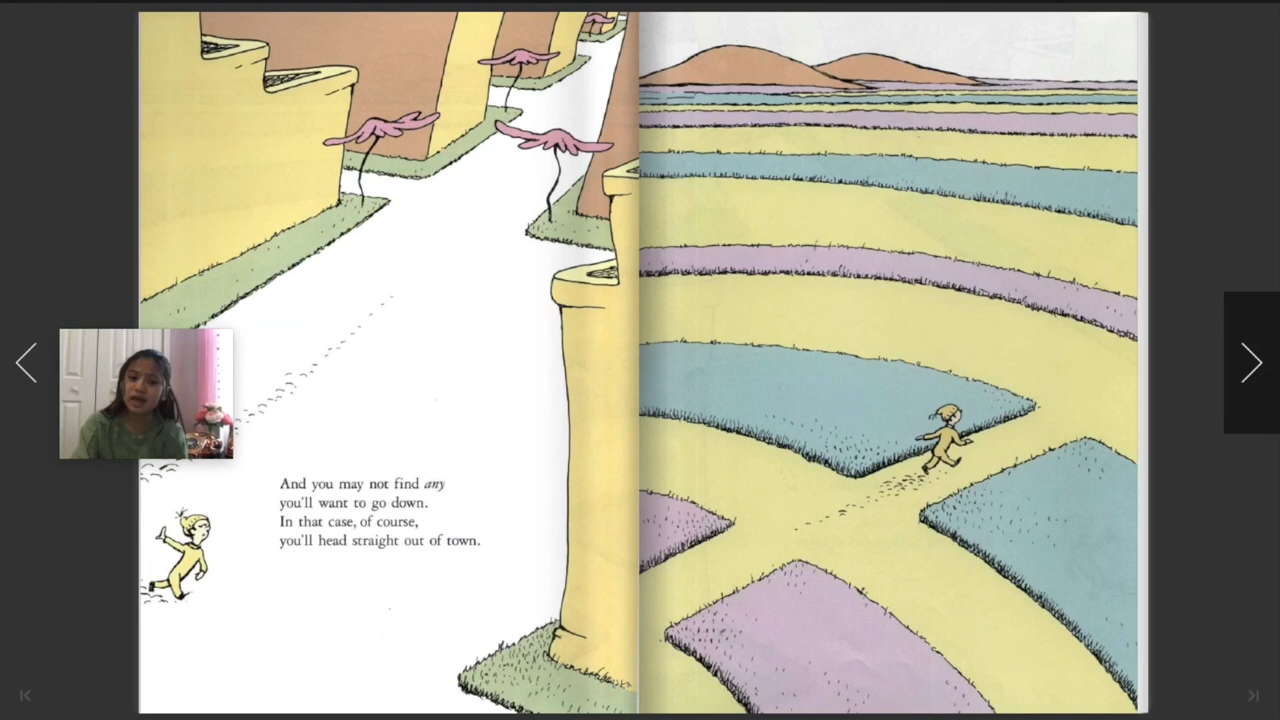 And you may not find any
you'll want to go down.
In that case, of course,
you'll head straight out of town.